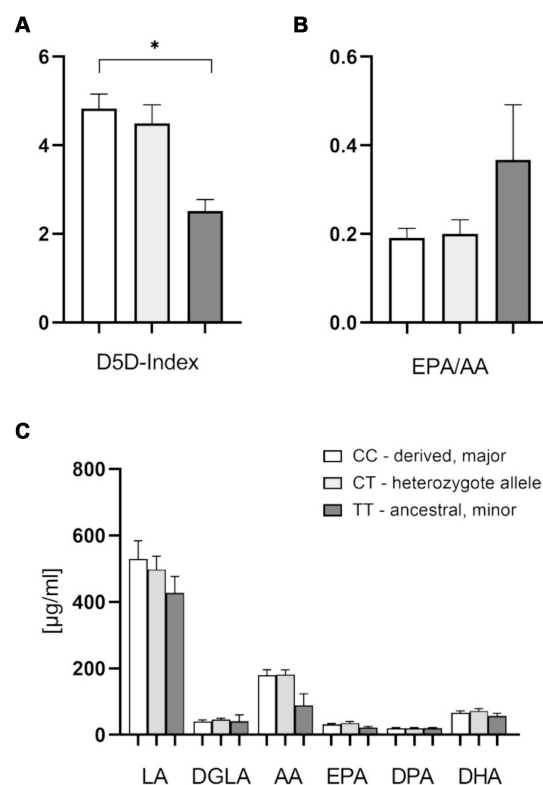 A
B
*
6
4
2
0
D5D-Index
0.6
0.4
0.2
0.0
EPA/AA
C
CC - derived, major
CT - heterozygote allele
TT - ancestral, minor
800
600
400
200
0
[µg/ml]
LA DGLA AA EPA DPA DHA